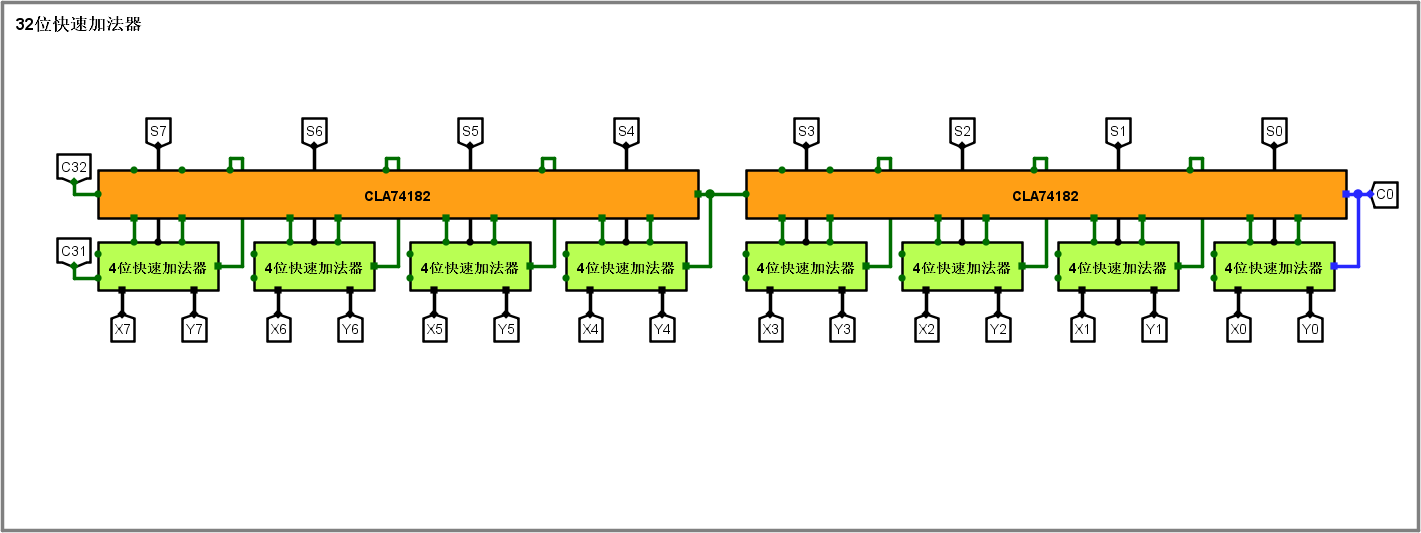 32位快速加法器
S7 S6 S5 S4 S3 S2 S1 S0
C32
CLA74182 CLA74182 C0
C31
4位快速加法器 4位快速加法器 4位快速加法器 4位快速加法器 4位快速加法器 4位快速加法器 4位快速加法器 4位快速加法器
X7 Y7 X6 Y6 X5 Y5 X4 Y4 X3 Y3 X2 Y2 X1 Y1 X0 Y0